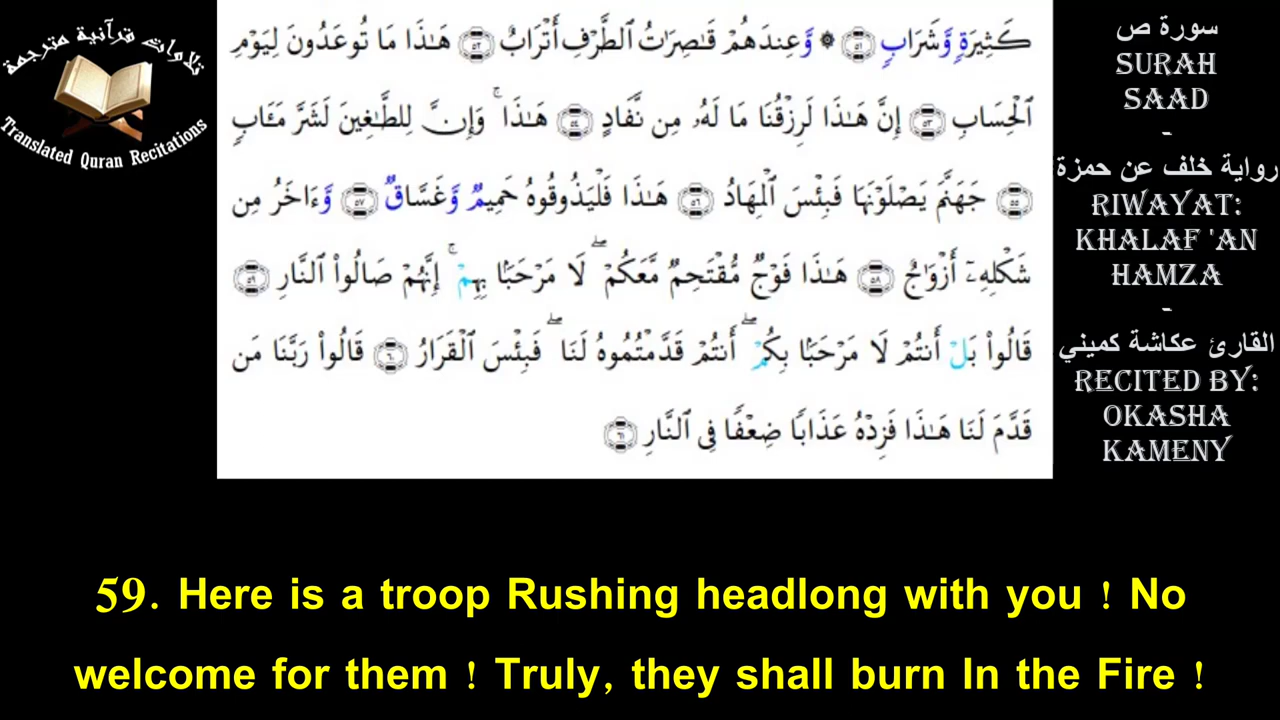 تلاوات قرآنية مترجمة
Translated Quran Recitations
كَثِيرَةٍ وَّشَرَابٍ ﴿٥١﴾ ۞ وَّعِندَهُمْ قَـٰصِرَٰتُ ٱلطَّرْفِ أَتْرَابٌ ﴿٥٢﴾ هَـٰذَا مَا تُوعَدُونَ لِيَوْمِ
ٱلْحِسَابِ ﴿٥٣﴾ إِنَّ هَـٰذَا لَرِزْقُنَا مَا لَهُۥ مِن نَّفَادٍ ﴿٥٤﴾ هَـٰذَا ۚ وَإِنَّ لِلطَّـٰغِينَ لَشَرَّ مَـَٔابٍ
﴿٥٥﴾ جَهَنَّمَ يَصْلَوْنَهَا فَبِئْسَ ٱلْمِهَادُ ﴿٥٦﴾ هَـٰذَا فَلْيَذُوقُوهُ حَمِيمٌ وَّغَسَّاقٌ ﴿٥٧﴾ وَّءَاخَرُ مِن
شَكْلِهِۦٓ أَزْوَٰجٌ ﴿٥٨﴾ هَـٰذَا فَوْجٌ مُّقْتَحِمٌ مَّعَكُمْ ۖ لَا مَرْحَبًۢا بِهِمْ ۚ إِنَّهُمْ صَالُوا۟ ٱلنَّارِ ﴿٥٩﴾
قَالُوا۟ بَلْ أَنتُمْ لَا مَرْحَبًۢا بِكُمْ ۖ أَنتُمْ قَدَّمْتُمُوهُ لَنَا ۖ فَبِئْسَ ٱلْقَرَارُ ﴿٦٠﴾ قَالُوا۟ رَبَّنَا مَن
قَدَّمَ لَنَا هَـٰذَا فَزِدْهُ عَذَابًا ضِعْفًا فِى ٱلنَّارِ ﴿٦١﴾
سورة ص
SURAH
SAAD
-
رواية خلف عن حمزة
RIWAYAT:
KHALAF 'AN
HAMZA
-
القارئ عكاشة كميني
RECITED BY:
OKASHA
KAMENY
59. Here is a troop Rushing headlong with you ! No
welcome for them ! Truly, they shall burn In the Fire !